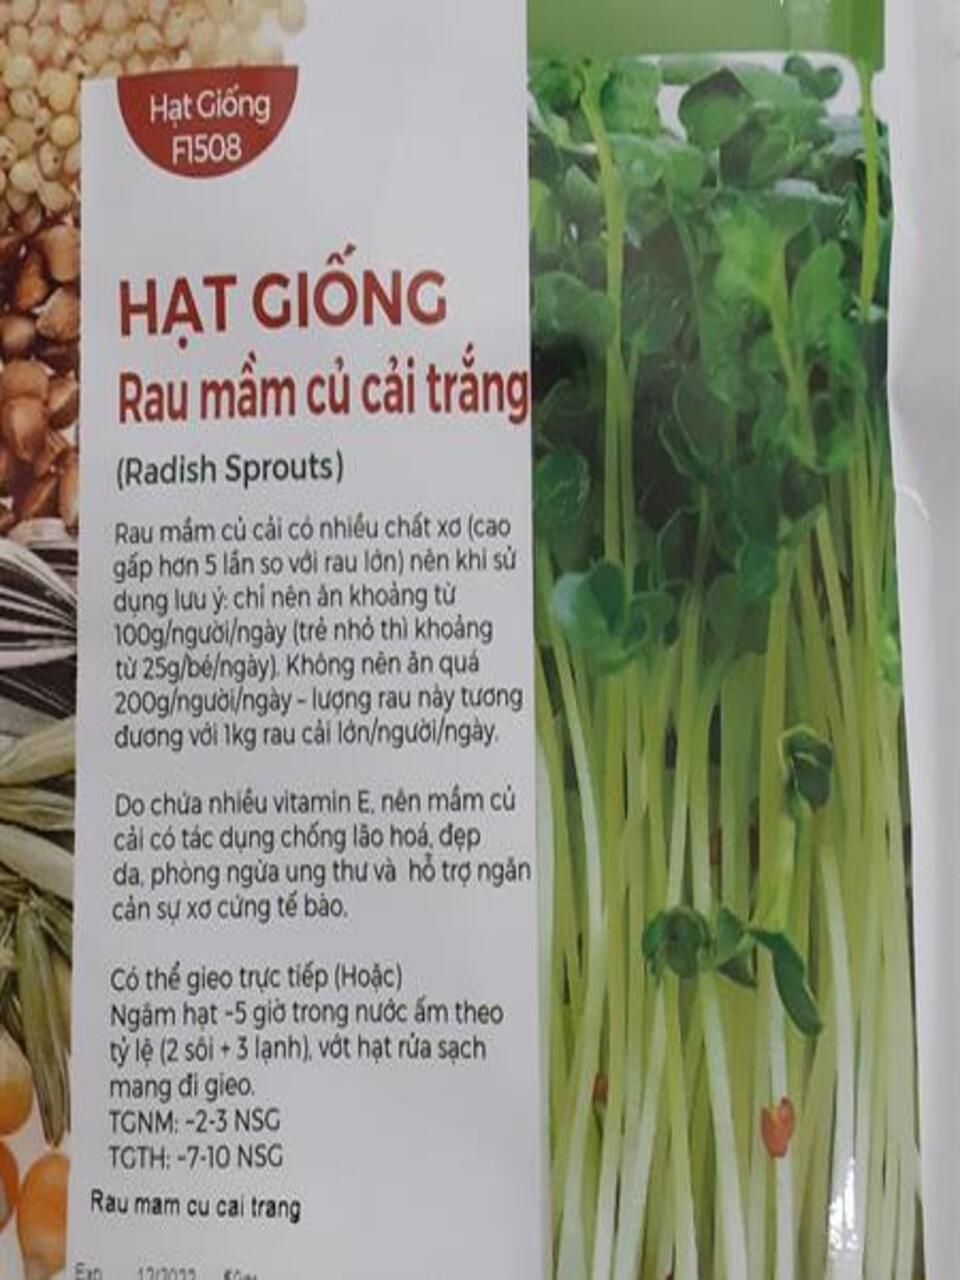 Hạt Giống
F1508
HẠT GIỐNG
Rau mầm củ cải trắng
(Radish Sprouts)
Rau mầm củ cải có nhiều chất xơ (cao
gấp hơn 5 lần so với rau lớn) nên khi sử
dụng lưu ý: chỉ nên ăn khoảng từ
100g/người/ngày (trẻ nhỏ thì khoảng
từ 25g/bé/ngày). Không nên ăn quá
200g/người/ngày - lượng rau này tương
đương với 1kg rau cải lớn/người/ngày.
Do chứa nhiều vitamin E, nên mầm củ
cải có tác dụng chống lão hoá, đẹp
da, phòng ngừa ung thư và hỗ trợ ngăn
cản sự xơ cứng tế bào.
Có thể gieo trực tiếp (Hoặc)
Ngâm hạt ~5 giờ trong nước ấm theo
tỷ lệ (2 sôi + 3 lạnh), vớt hạt rửa sạch
mang đi gieo.
TGNM: ~2-3 NSG
TGTH: ~7-10 NSG
Rau mam cu cai trang